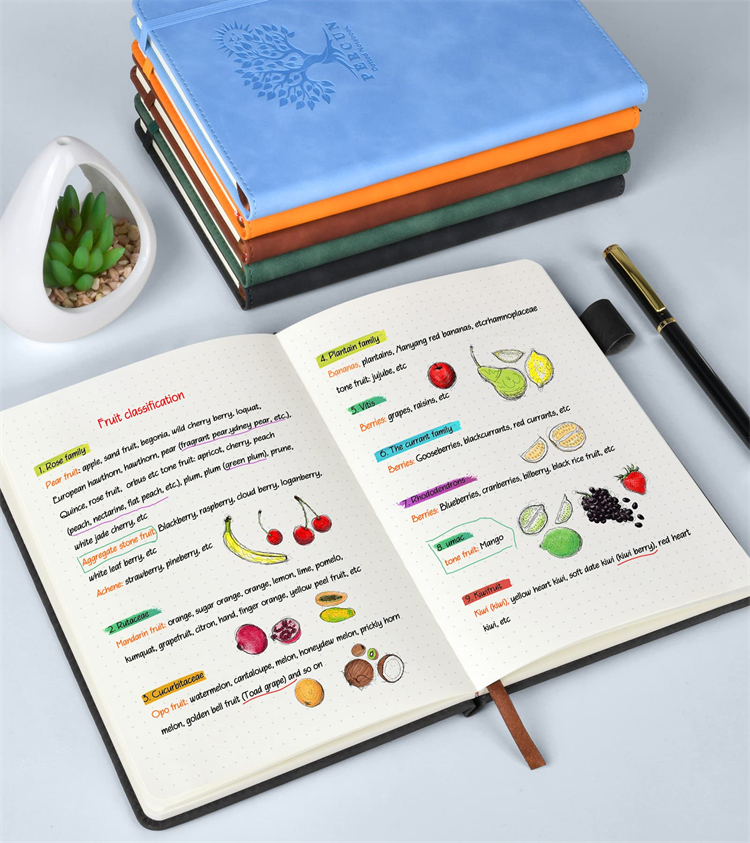 PERCUN
Fruit classification
1. Rose family
Pear fruit: apple, sand fruit, begonia, wild cherry berry, loquat,
European hawthorn, hawthorn, pear (fragrant pear,ydney pear, etc.),
Quince, rose fruit, orbus etc tone fruit: apricot, cherry, peach
(peach, nectarine, flat peach, etc.), plum, plum (green plum), prune,
white jade cherry, etc
Aggregate stone fruit: Blackberry, raspberry, cloud berry, loganberry,
white leaf berry, etc
Achene: strawberry, pineberry, etc
2. Rutaceae
Mandarin fruit: orange, sugar orange, orange, lemon, lime, pomelo,
kumquat, grapefruit, citron, hand, finger orange, yellow peel fruit, etc
3. Cucurbitaceae
Opo fruit: watermelon, cantaloupe, melon, honeydew melon, prickly horn
melon, golden bell fruit (Toad grape) and so on
4. Plantain family
Bananas, plantains, Nanyang red bananas, etcrhamnoplaceae
tone fruit: jujube, etc
5. Vitis
Berries: grapes, raisins, etc
6. The currant family
Berries: Gooseberries, blackcurrants, red currants, etc
7. Rhododendrons
Berries: Blueberries, cranberries, bilberry, black rice fruit, etc
8. umac
tone fruit: Mango
9. Kiwifruit
Kiwi (kiwi), yellow heart kiwi, soft date kiwi (kiwi berry), red heart
kiwi, etc